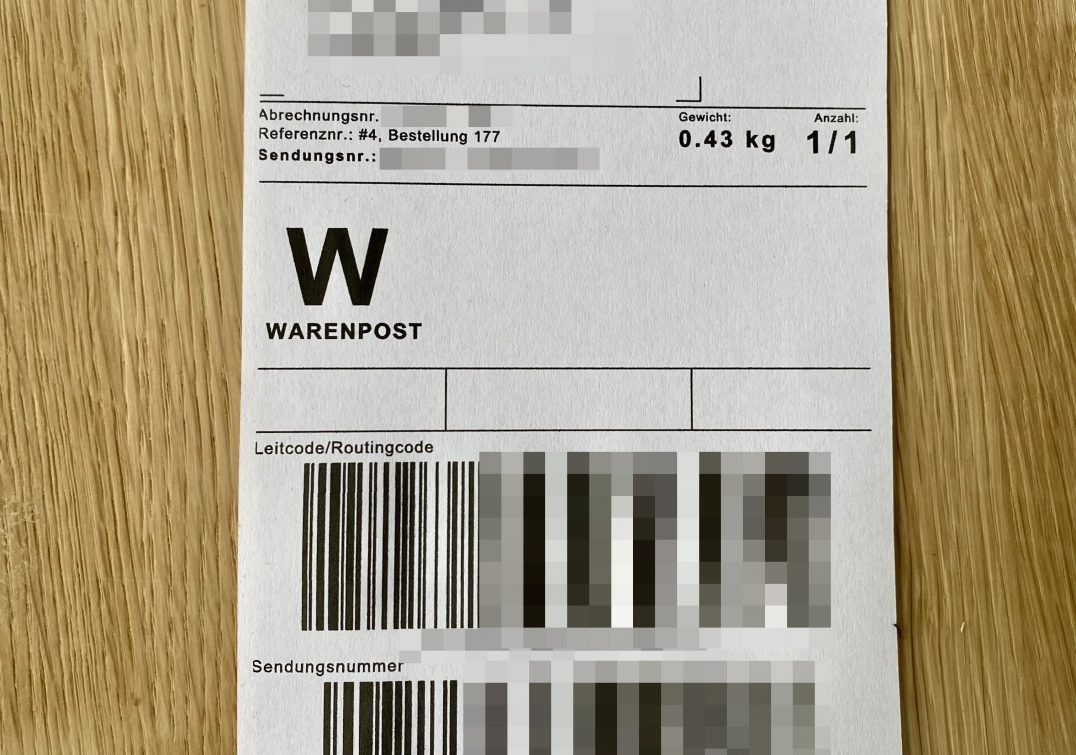 Abrechnungsnr.
Referenznr.: #4, Bestellung 177
Sendungsnr.:
Gewicht:
0.43 kg
Anzahl:
1/1
W
WARENPOST
Leitcode/Routingcode
Sendungsnummer